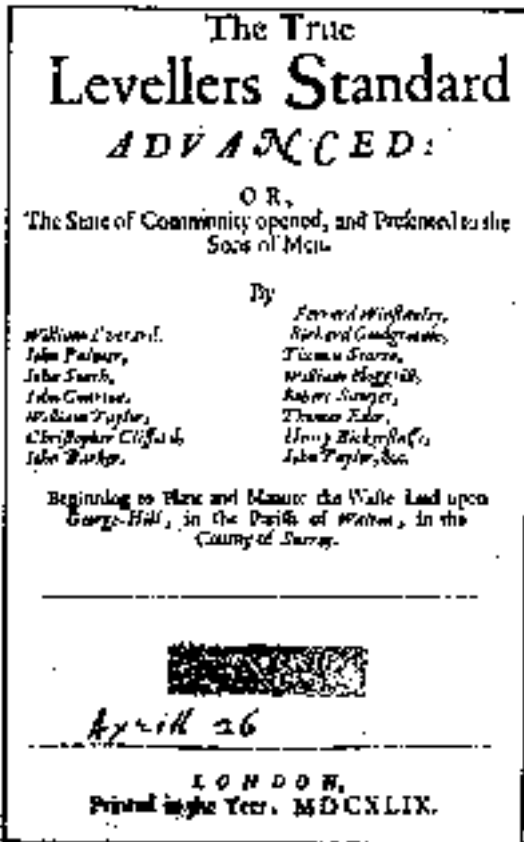 The True
Levellers Standard
ADVANCED:
OR,
The State of Community opened, and Presented to the
Sons of Men.
By
William Everard,
John Palmer,
John South,
John Courton,
William Taylor,
Christopher Clifford,
John Barker.
Jerrard Winstanley,
Richard Goodgroome,
Thomas Starre,
William Hoggrill,
Robert Sawyer,
Thomas Eder,
Henry Bickerstaffe,
John Taylor, &c.
Beginning to Plant and Manure the Waste land upon
George-Hill, in the Parish of Walton, in the
County of Surrey.
Aprill 26
LONDON,
Printed in the Yeer, MDCXLIX.